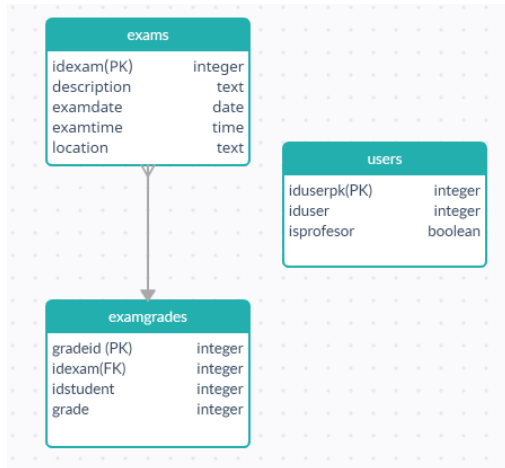 exams
idexam(PK) integer
description text
examdate date
examtime time
location text
users
iduserpk(PK) integer
iduser integer
isprofesor boolean
examgrades
gradeid (PK) integer
idexam(FK) integer
idstudent integer
grade integer